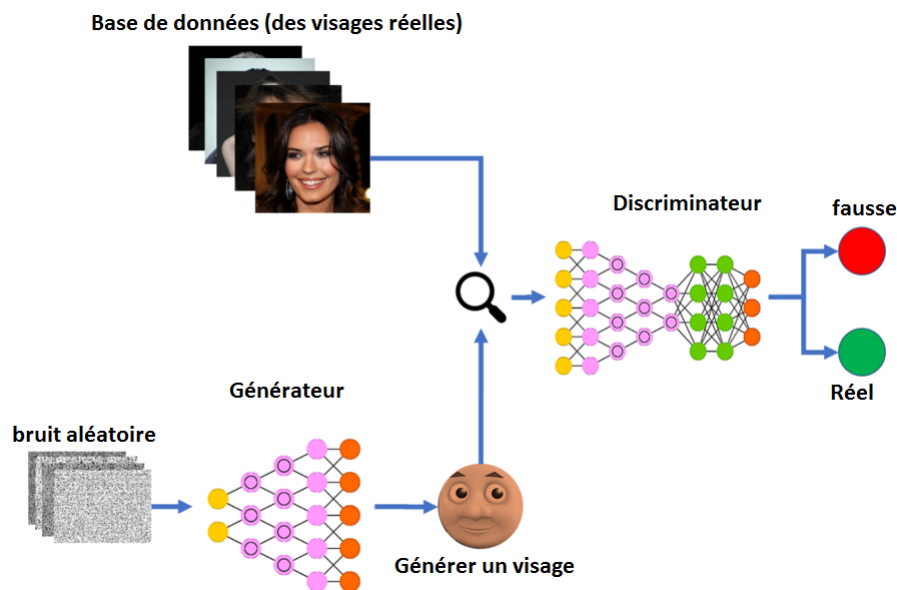 Base de données (des visages réelles)
Discriminateur
fausse
Réel
Générateur
bruit aléatoire
Générer un visage